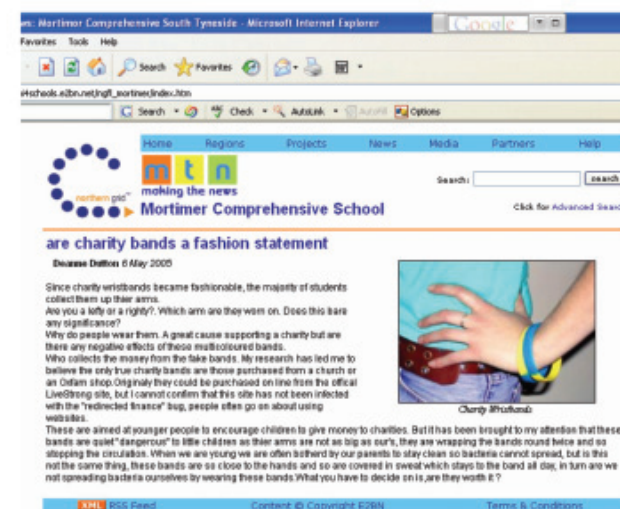 ws: Mortimer Comprehensive South Tyneside - Microsoft Internet Explorer
Google
Favorites Tools Help
Search Favorites
Search Check AutoLink AutoFill Options
Home Regions Projects News Media Partners Help
mtn
making the news
northern grid
Search: search
Mortimer Comprehensive School
Click for Advanced Search
are charity bands a fashion statement
Deanne Dutton 6 May 2005
Since charity wristbands became fashionable, the majority of students
collect them up thier arms.
Are you a lefty or a righty?. Which arm are they worn on. Does this bare
any significance?
Why do people wear them. A great cause supporting a charity but are
there any negative effects of these multicoloured bands.
Who collects the money from the fake bands. My research has led me to
believe the only true charity bands are those purchased from a church or
an Oxfam shop.Originaly they could be purchased on line from the offical
LiveStrong site, but I cannot confirm that this site has not been infected
with the "redirected finance" bug, people often go on about using
websites.
Charity Wristbands
These are aimed at younger people to encourage children to give money to charities. But it has been brought to my attention that these
bands are quiet "dangerous" to little children as thier arms are not as big as our's, they are wrapping the bands round twice and so
stopping the circulation. When we are young we are often botherd by our parents to stay clean so bacteria cannot spread, but is this
not the same thing, these bands are so close to the hands and so are covered in sweat which stays to the band all day, in turn are we
not spreading bacteria ourselves by wearing these bands.What you have to decide on is,are they worth it ?
XML RSS Feed Content © Copyright E2BN Terms & Conditions